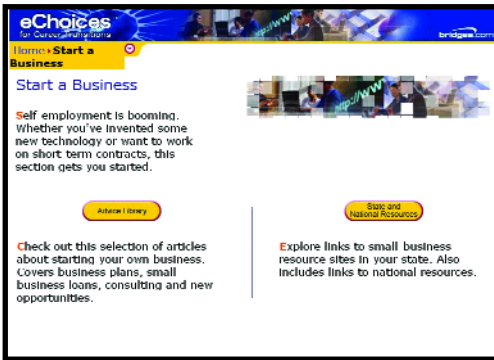 eChoices
for Career Transitions
bridges.com
Home Start a
Business
Start a Business
http://www
Self employment is booming.
Whether you've invented some
new technology or want to work
on short term contracts, this
section gets you started.
Advice Library
State and
National Resources
Check out this selection of articles
about starting your own business.
Covers business plans, small
business loans, consulting and new
opportunities.
Explore links to small business
resource sites in your state. Also
includes links to national resources.